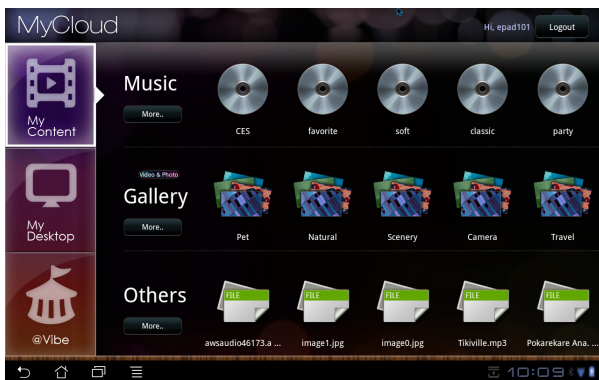 MyCloud
Hi, epad101
Logout
My
Content
Music
More..
CES
favorite
soft
classic
party
My
Desktop
Video & Photo
Gallery
More..
Pet
Natural
Scenery
Camera
Travel
@Vibe
Others
More..
FILE
FILE
FILE
FILE
FILE
awsaudio46173.a ...
image1.jpg
image0.jpg
Tikiville.mp3
Pokarekare Ana. ...
10:09